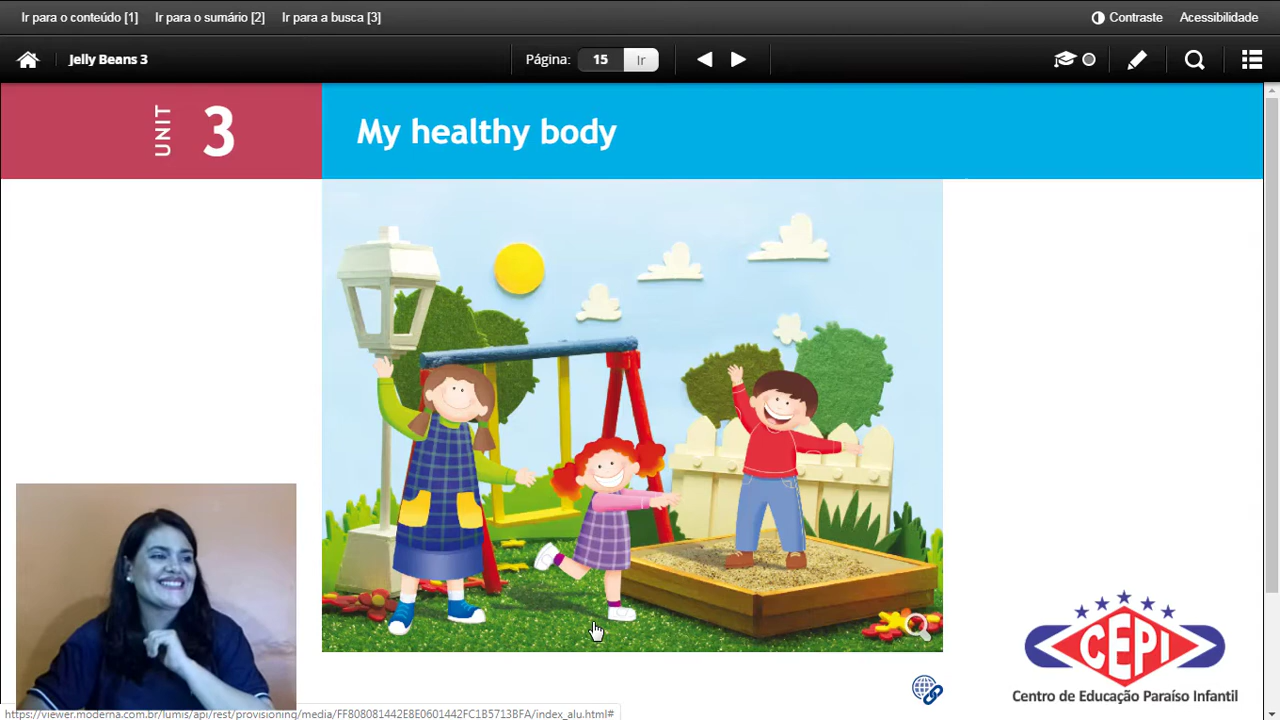 Ir para o conteúdo [1] Ir para o sumário [2] Ir para a busca [3] Contraste Acessibilidade
Jelly Beans 3 Página: 15 Ir
UNIT 3 My healthy body
CEPI
Centro de Educação Paraíso Infantil
https://viewer.moderna.com.br/lumis/api/rest/provisioning/media/FF808081442E8E0601442FC1B5713BFA/index_alu.html#